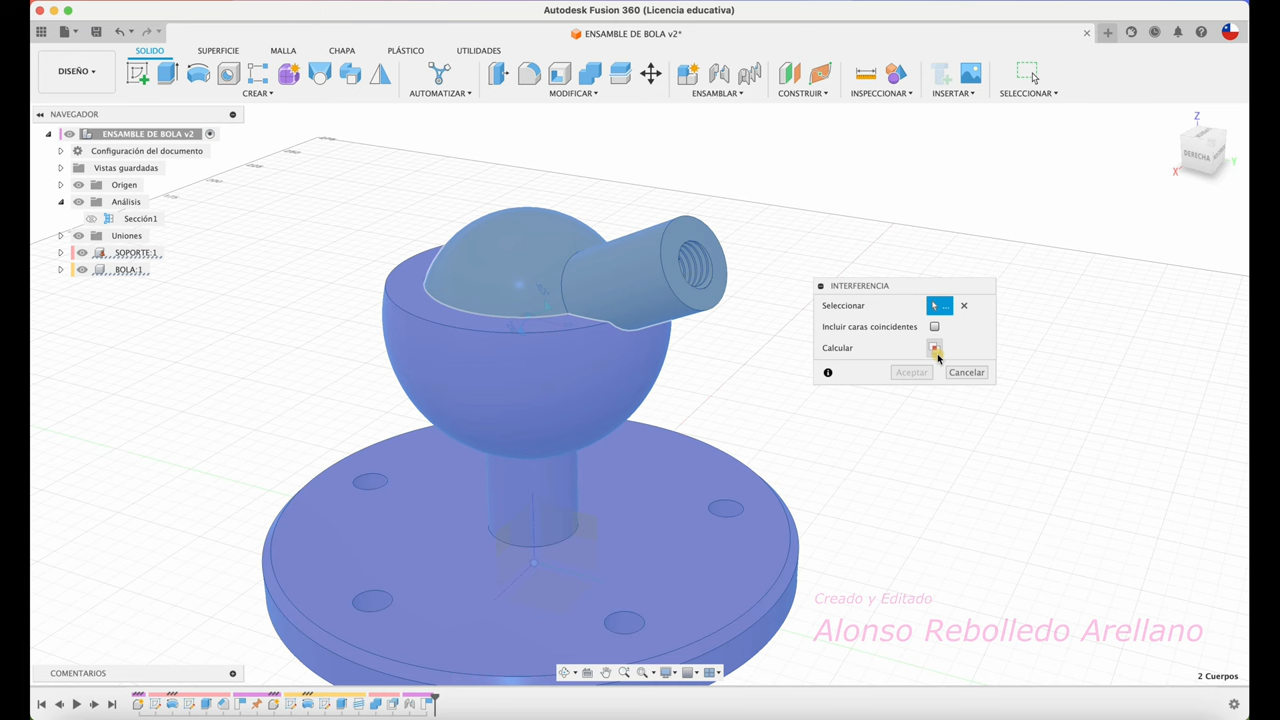 Autodesk Fusion 360 (Licencia educativa)
ENSAMBLE DE BOLA v2*
SOLIDO SUPERFICIE MALLA CHAPA PLÁSTICO UTILIDADES
DISEÑO
CREAR AUTOMATIZAR MODIFICAR ENSAMBLAR CONSTRUIR INSPECCIONAR INSERTAR SELECCIONAR
NAVEGADOR
ENSAMBLE DE BOLA v2
Configuración del documento
Vistas guardadas
Origen
Análisis
Sección1
Uniones
SOPORTE:1
BOLA:1
Z
DERECHA
X
Y
INTERFERENCIA
Seleccionar ...
Incluir caras coincidentes
Calcular
Aceptar Cancelar
Creado y Editado
Alonso Rebolledo Arellano
COMENTARIOS
2 Cuerpos